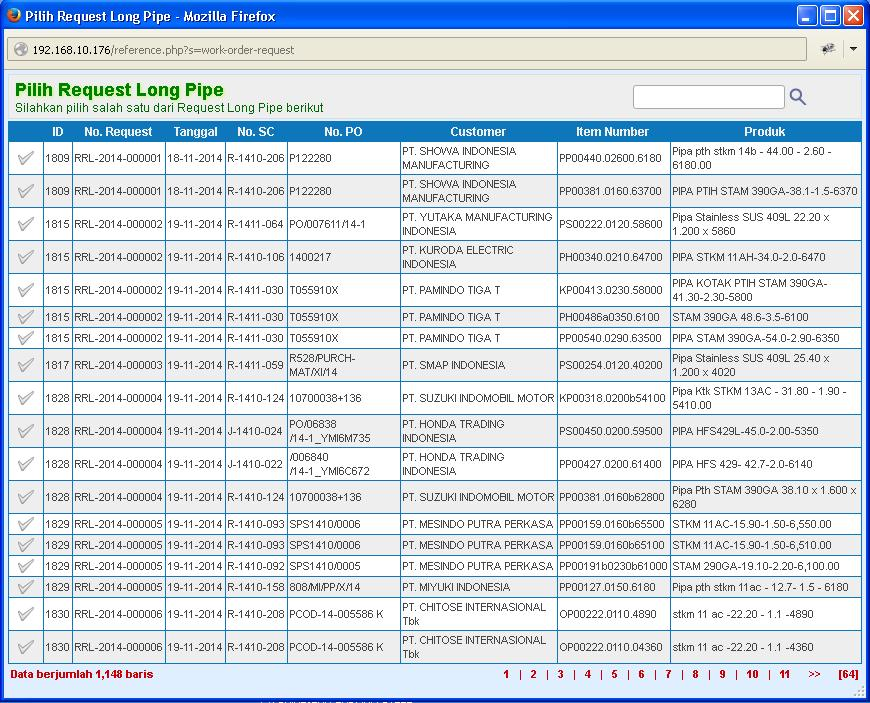 Pilih Request Long Pipe - Mozilla Firefox
192.168.10.176/reference.php?s=work-order-request
Pilih Request Long Pipe
Silahkan pilih salah satu dari Request Long Pipe berikut
ID No. Request Tanggal No. SC No. PO Customer Item Number Produk
1809 RRL-2014-000001 18-11-2014 R-1410-206 P122280 PT. SHOWA INDONESIA MANUFACTURING PP00440.02600.6180 Pipa pth stkm 14b - 44.00 - 2.60 - 6180.00
1809 RRL-2014-000001 18-11-2014 R-1410-206 P122280 PT. SHOWA INDONESIA MANUFACTURING PP00381.0160.63700 PIPA PTIH STAM 390GA-38.1-1.5-6370
1815 RRL-2014-000002 19-11-2014 R-1411-064 PO/007611/14-1 PT. YUTAKA MANUFACTURING INDONESIA PS00222.0120.58600 Pipa Stainless SUS 409L 22.20 x 1.200 x 5860
1815 RRL-2014-000002 19-11-2014 R-1410-106 1400217 PT. KURODA ELECTRIC INDONESIA PH00340.0210.64700 PIPA STKM 11AH-34.0-2.0-6470
1815 RRL-2014-000002 19-11-2014 R-1411-030 T055910X PT. PAMINDO TIGA T KP00413.0230.58000 PIPA KOTAK PTIH STAM 390GA-41.30-2.30-5800
1815 RRL-2014-000002 19-11-2014 R-1411-030 T055910X PT. PAMINDO TIGA T PH00486a0350.6100 STAM 390GA 48.6-3.5-6100
1815 RRL-2014-000002 19-11-2014 R-1411-030 T055910X PT. PAMINDO TIGA T PP00540.0290.63500 PIPA STAM 390GA-54.0-2.90-6350
1817 RRL-2014-000003 19-11-2014 R-1411-059 R528/PURCH-MAT/XI/14 PT. SMAP INDONESIA PS00254.0120.40200 Pipa Stainless SUS 409L 25.40 x 1.200 x 4020
1828 RRL-2014-000004 19-11-2014 R-1410-124 10700038+136 PT. SUZUKI INDOMOBIL MOTOR KP00318.0200b54100 Pipa Ktk STKM 13AC - 31.80 - 1.90 - 5410.00
1828 RRL-2014-000004 19-11-2014 J-1410-024 PO/06838 /14-1_YMI6M735 PT. HONDA TRADING INDONESIA PS00450.0200.59500 PIPA HFS429L-45.0-2.00-5350
1828 RRL-2014-000004 19-11-2014 J-1410-022 /006840 /14-1_YMI6C672 PT. HONDA TRADING INDONESIA PP00427.0200.61400 PIPA HFS 429- 42.7-2.0-6140
1828 RRL-2014-000004 19-11-2014 R-1410-124 10700038+136 PT. SUZUKI INDOMOBIL MOTOR PP00381.0160b62800 Pipa Pth STAM 390GA 38.10 x 1.600 x 6280
1829 RRL-2014-000005 19-11-2014 R-1410-093 SPS1410/0006 PT. MESINDO PUTRA PERKASA PP00159.0160b65500 STKM 11AC-15.90-1.50-6,550.00
1829 RRL-2014-000005 19-11-2014 R-1410-093 SPS1410/0006 PT. MESINDO PUTRA PERKASA PP00159.0160b65100 STKM 11AC-15.90-1.50-6,510.00
1829 RRL-2014-000005 19-11-2014 R-1410-092 SPS1410/0005 PT. MESINDO PUTRA PERKASA PP00191b0230b61000 STAM 290GA-19.10-2.20-6,100.00
1829 RRL-2014-000005 19-11-2014 R-1410-158 808/MI/PP/X/14 PT. MIYUKI INDONESIA PP00127.0150.6180 Pipa pth stkm 11ac - 12.7- 1.5 - 6180
1830 RRL-2014-000006 19-11-2014 R-1410-208 PCOD-14-005586 K PT. CHITOSE INTERNASIONAL Tbk OP00222.0110.4890 stkm 11 ac -22.20 - 1.1 -4890
1830 RRL-2014-000006 19-11-2014 R-1410-208 PCOD-14-005586 K PT. CHITOSE INTERNASIONAL Tbk OP00222.0110.04360 stkm 11 ac -22.20 - 1.1 -4360
Data berjumlah 1,148 baris 1 | 2 | 3 | 4 | 5 | 6 | 7 | 8 | 9 | 10 | 11 >> [64]